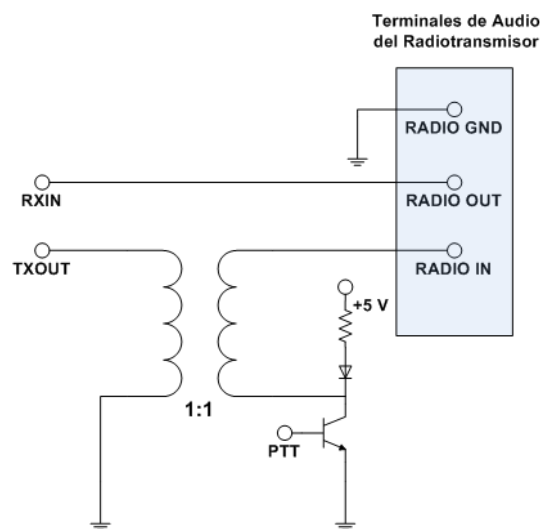 Terminales de Audio
del Radiotransmisor
RADIO GND
RXIN
RADIO OUT
TXOUT
RADIO IN
+5 V
1:1
PTT